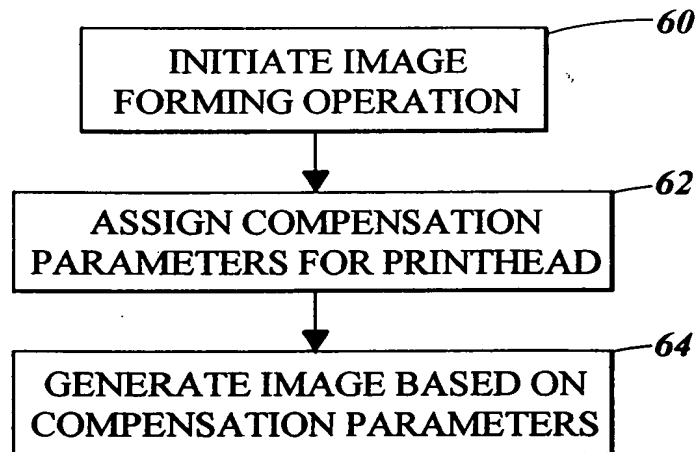 60
INITIATE IMAGE
FORMING OPERATION
62
ASSIGN COMPENSATION
PARAMETERS FOR PRINTHEAD
64
GENERATE IMAGE BASED ON
COMPENSATION PARAMETERS